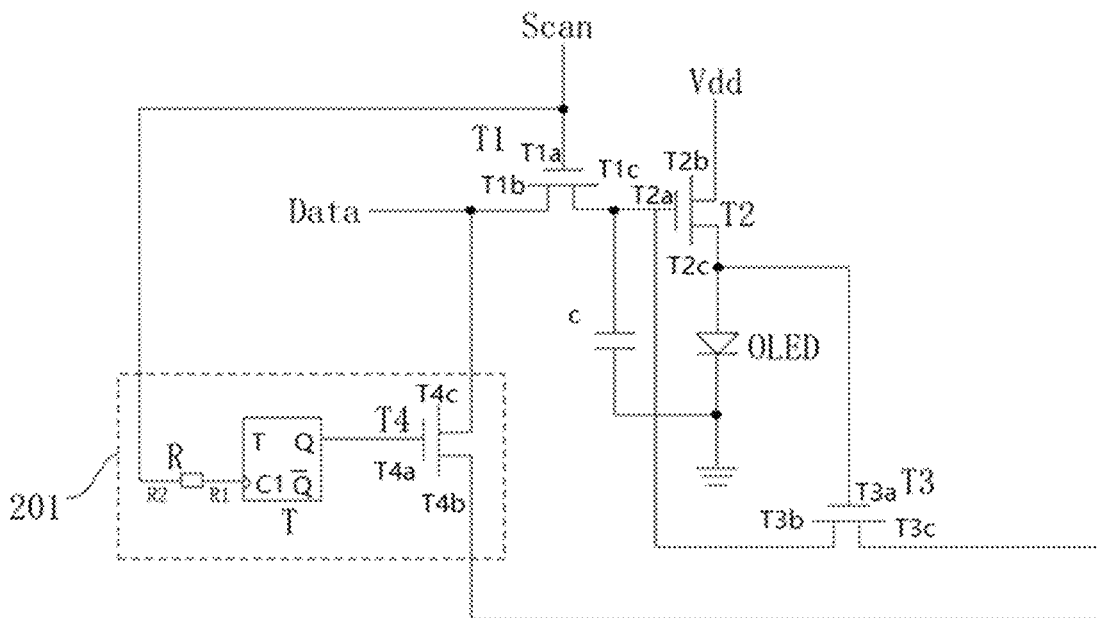 Scan
Vdd
T1
T1a
T1c
T2b
T1b
T2a
Data
T2
T2c
c
OLED
T4c
T4
T Q
R
T4a
R2 R1 C1 Q̅
T3a T3
201
T4b
T3b
T3c
T